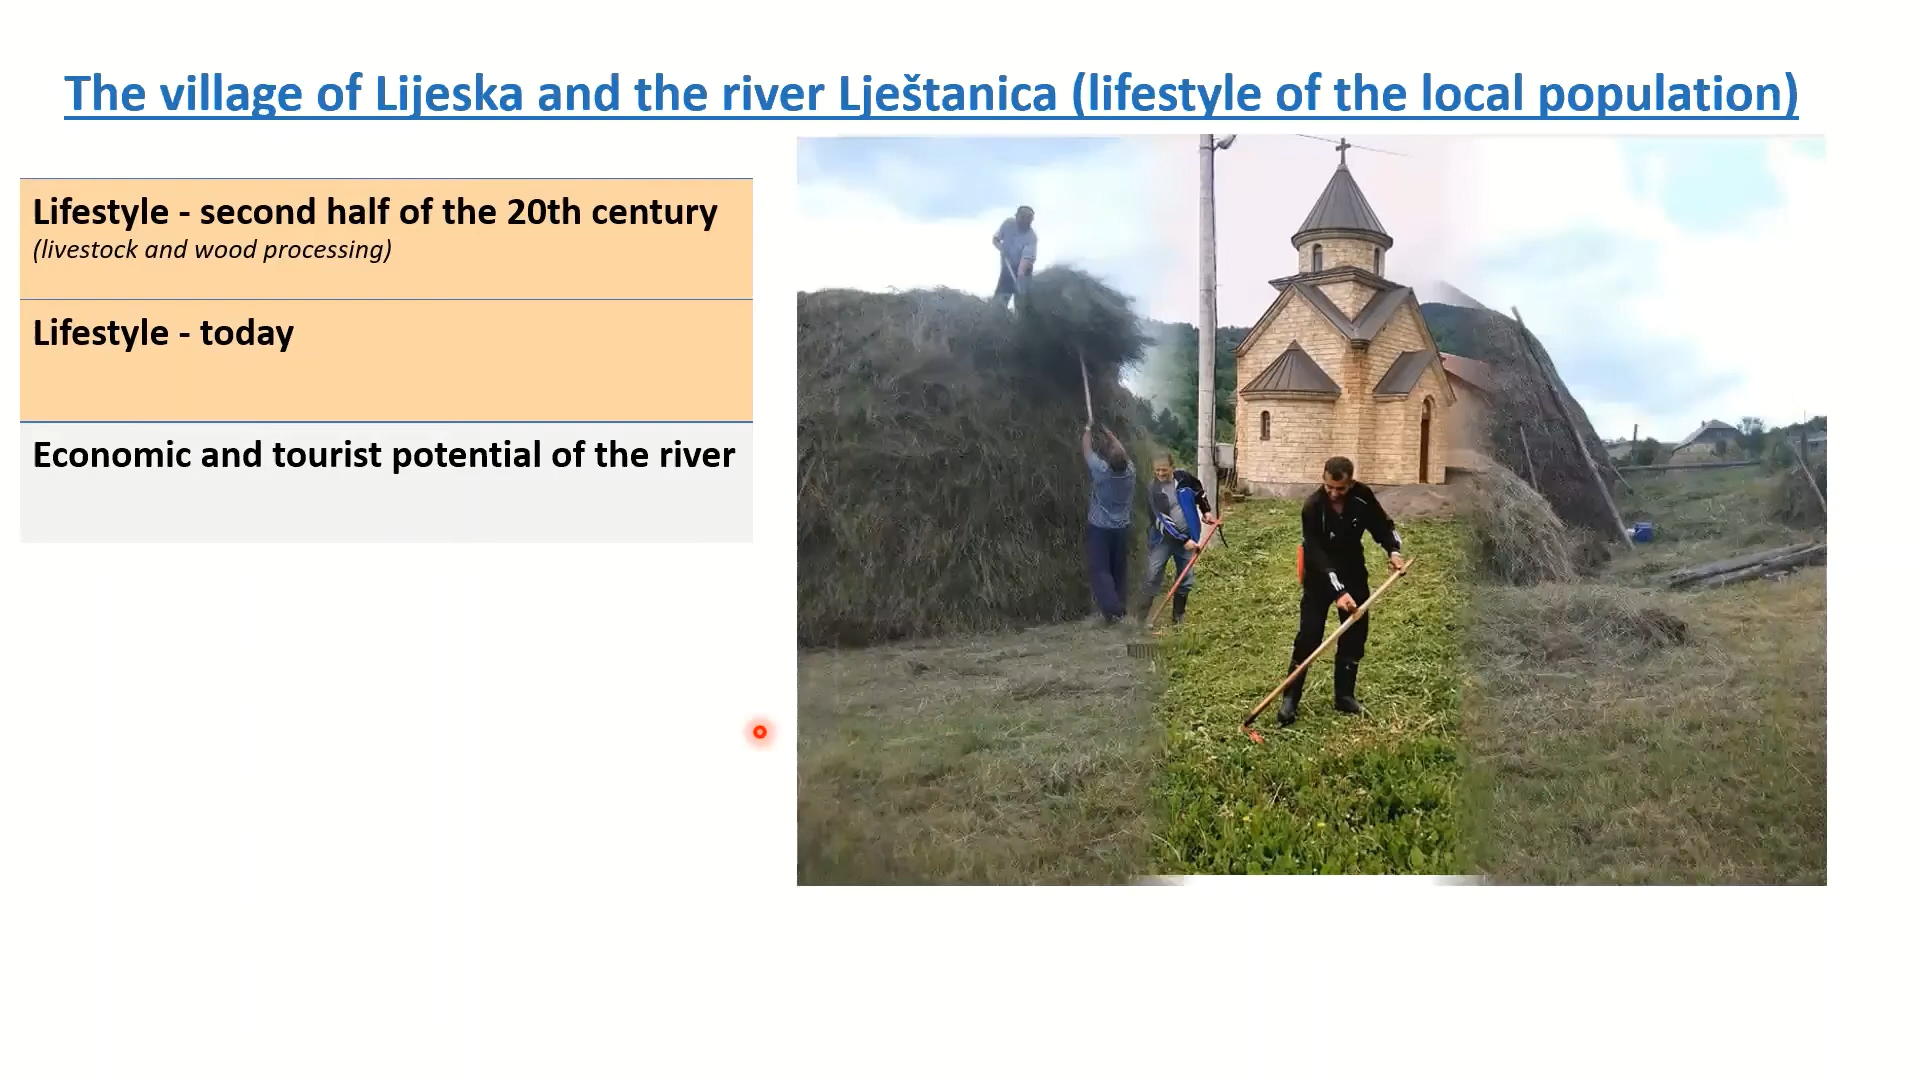 The village of Lijeska and the river Lještanica (lifestyle of the local population)
Lifestyle - second half of the 20th century
(livestock and wood processing)
Lifestyle - today
Economic and tourist potential of the river